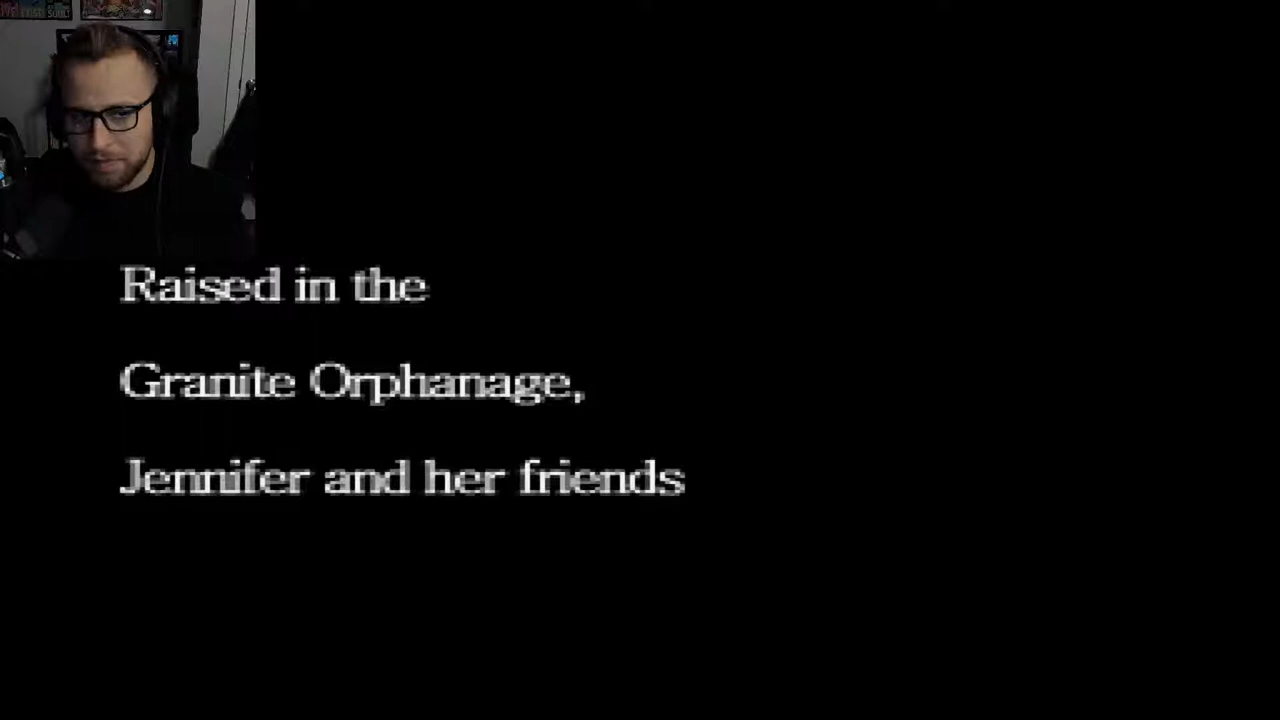 Raised in the
Granite Orphanage,
Jennifer and her friends